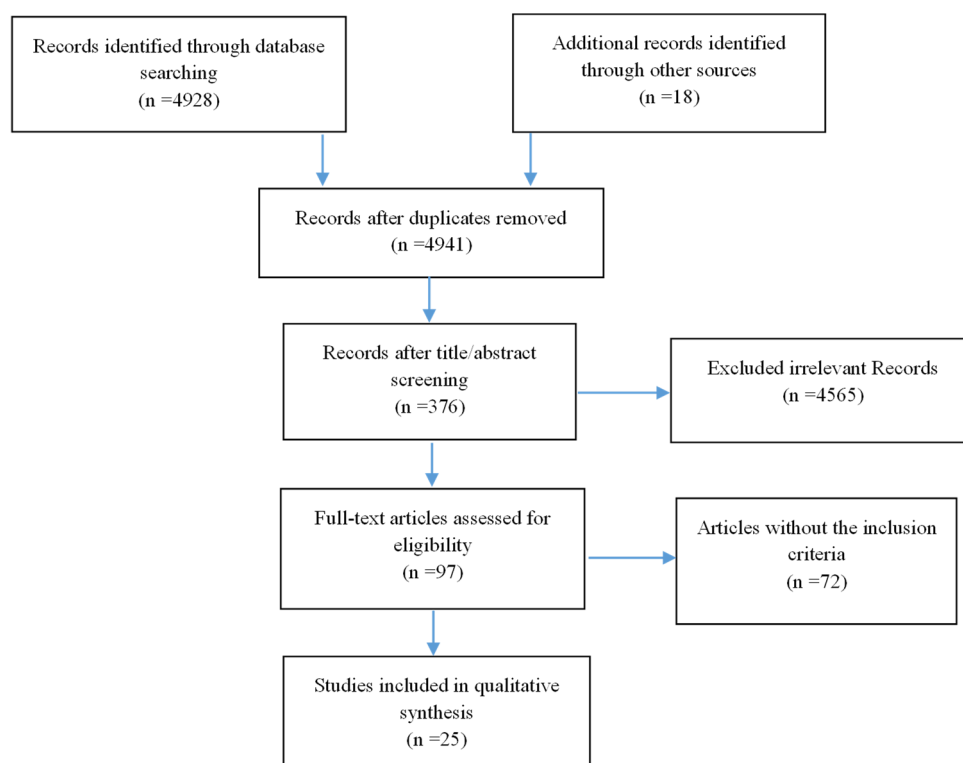 Records identified through database
searching
(n =4928)
Additional records identified
through other sources
(n =18)
Records after duplicates removed
(n =4941)
Records after title/abstract
screening
(n =376)
Excluded irrelevant Records
(n =4565)
Full-text articles assessed for
eligibility
(n =97)
Articles without the inclusion
criteria
(n =72)
Studies included in qualitative
synthesis
(n =25)